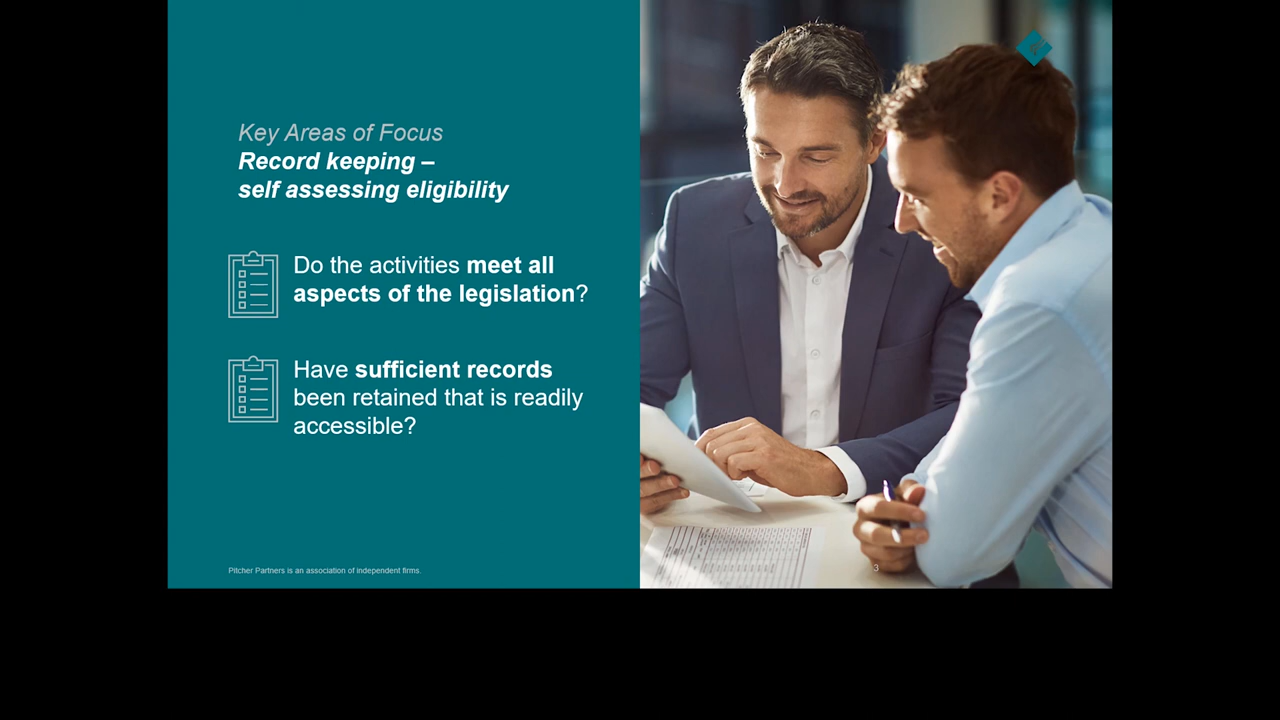 Key Areas of Focus
Record keeping –
self assessing eligibility
Do the activities meet all
aspects of the legislation?
Have sufficient records
been retained that is readily
accessible?
Pitcher Partners is an association of independent firms.
3